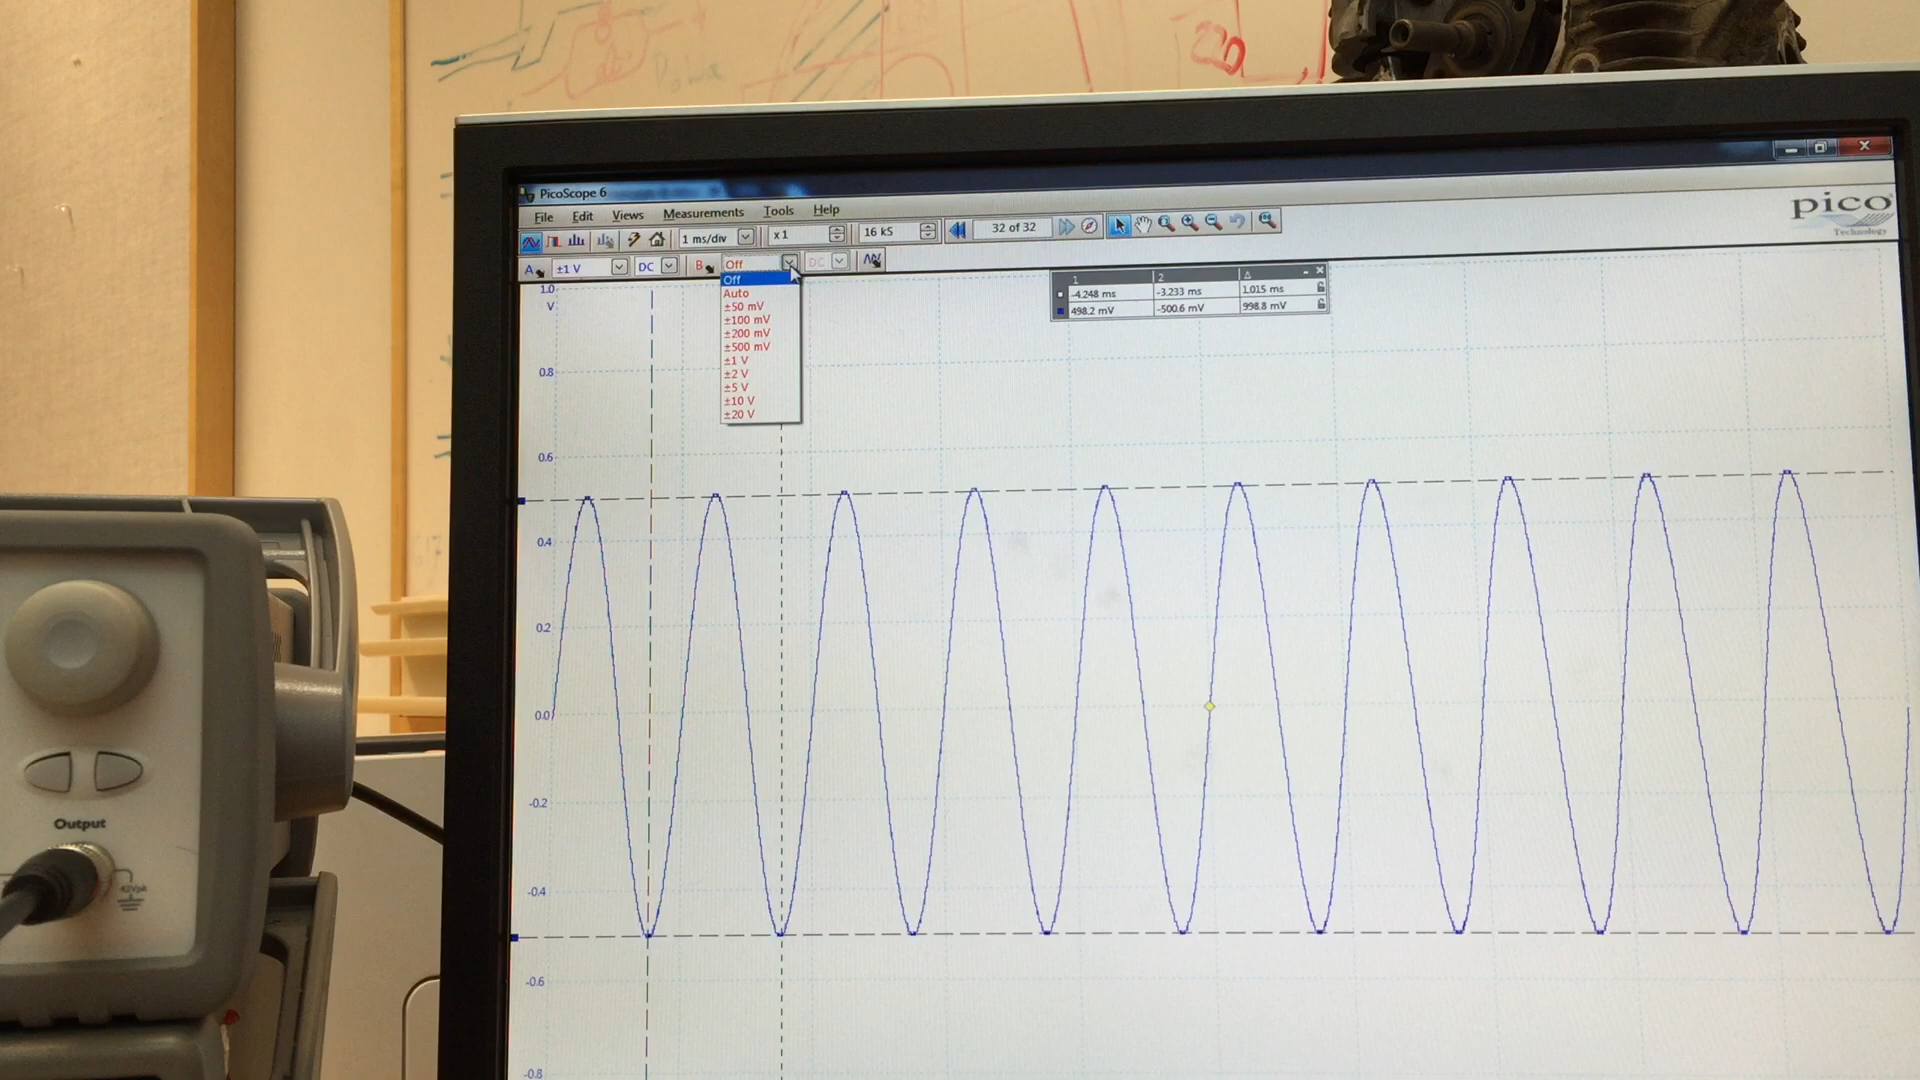 220
PicoScope 6
File Edit Views Measurements Tools Help
pico
Technology
1 ms/div x 1 16 kS 32 of 32
A ±1 V DC B Off DC
Off
Auto
±50 mV
±100 mV
±200 mV
±500 mV
±1 V
±2 V
±5 V
±10 V
±20 V
1 2 Δ
-4.248 ms -3.233 ms 1.015 ms
498.2 mV -500.6 mV 998.8 mV
1.0
V
0.8
0.6
0.4
0.2
0.0
-0.2
-0.4
-0.6
-0.8
Output
42Vpk